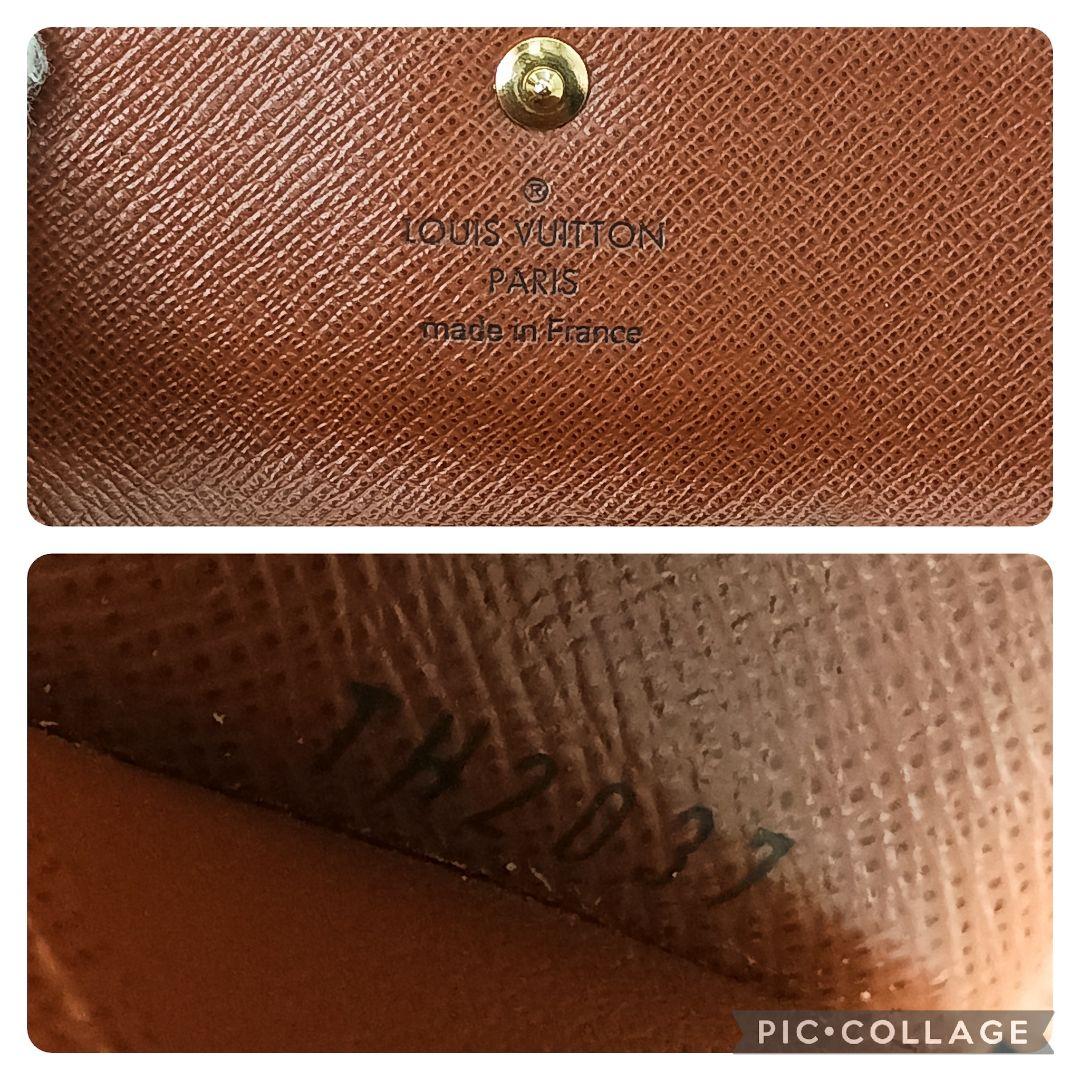 ®
LOUIS VUITTON
PARIS
made in France
TH2037
PIC•COLLAGE